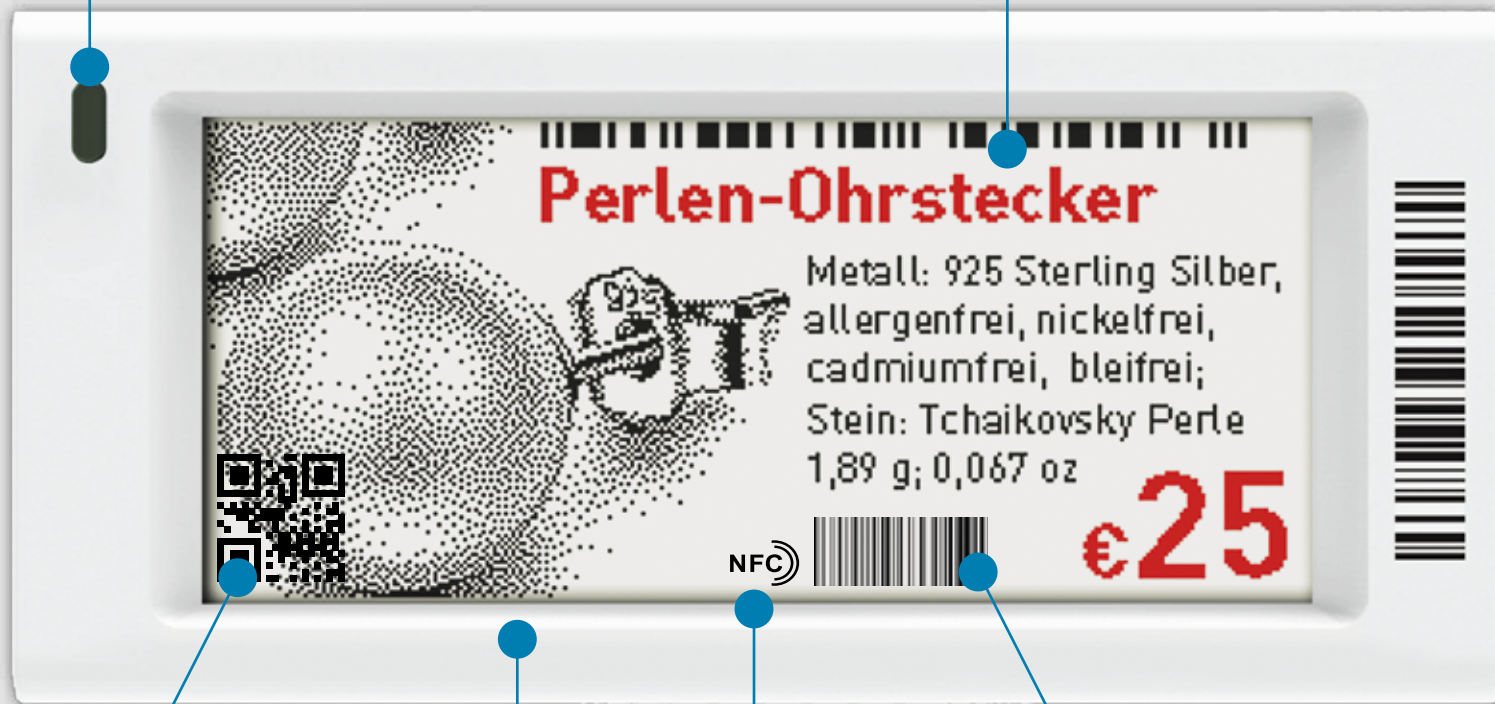 Perlen-Ohrstecker
Metall: 925 Sterling Silber,
allergenfrei, nickelfrei,
cadmiumfrei, bleifrei;
Stein: Tchaikovsky Perle
1,89 g; 0,067 oz
€25
NFC
925